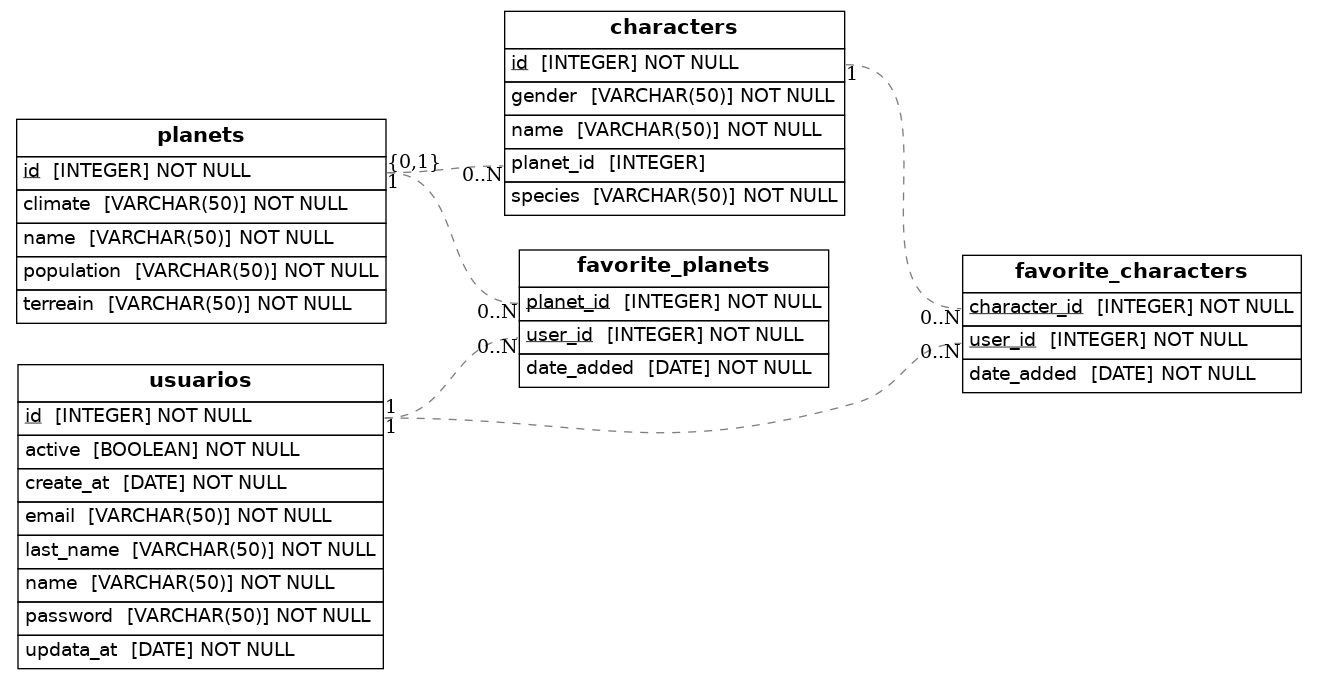 planets
id [INTEGER] NOT NULL
climate [VARCHAR(50)] NOT NULL
name [VARCHAR(50)] NOT NULL
population [VARCHAR(50)] NOT NULL
terreain [VARCHAR(50)] NOT NULL
{0,1}
1
0..N
characters
id [INTEGER] NOT NULL
gender [VARCHAR(50)] NOT NULL
name [VARCHAR(50)] NOT NULL
planet_id [INTEGER]
species [VARCHAR(50)] NOT NULL
1
usuarios
id [INTEGER] NOT NULL
active [BOOLEAN] NOT NULL
create_at [DATE] NOT NULL
email [VARCHAR(50)] NOT NULL
last_name [VARCHAR(50)] NOT NULL
name [VARCHAR(50)] NOT NULL
password [VARCHAR(50)] NOT NULL
updata_at [DATE] NOT NULL
1
1
0..N
0..N
favorite_planets
planet_id [INTEGER] NOT NULL
user_id [INTEGER] NOT NULL
date_added [DATE] NOT NULL
0..N
0..N
favorite_characters
character_id [INTEGER] NOT NULL
user_id [INTEGER] NOT NULL
date_added [DATE] NOT NULL